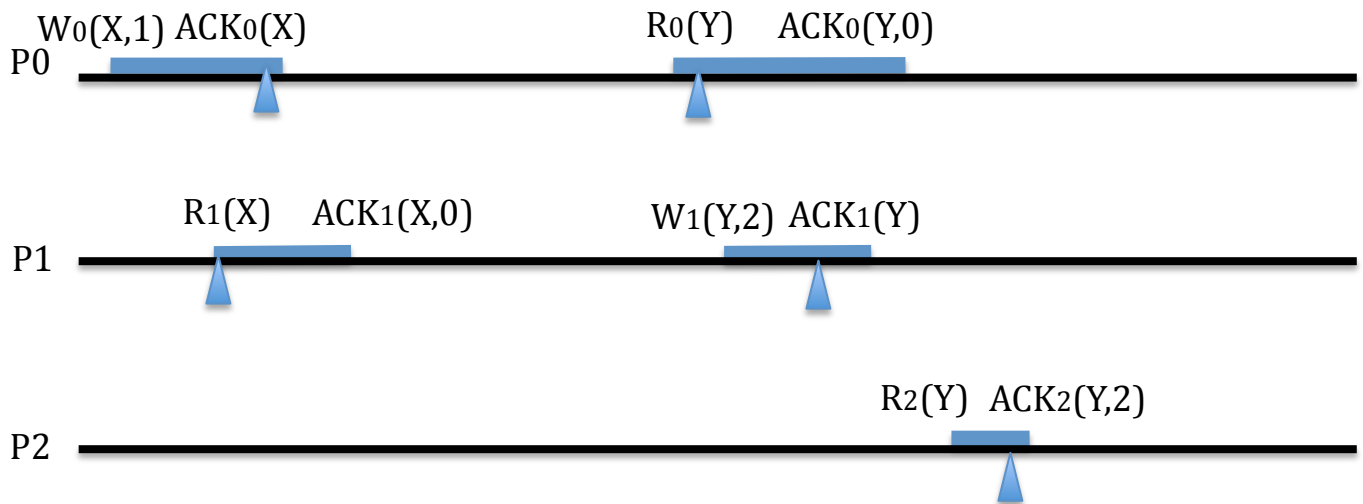 W0(X,1) ACK0(X) R0(Y) ACK0(Y,0)
P0
R1(X) ACK1(X,0) W1(Y,2) ACK1(Y)
P1
R2(Y) ACK2(Y,2)
P2